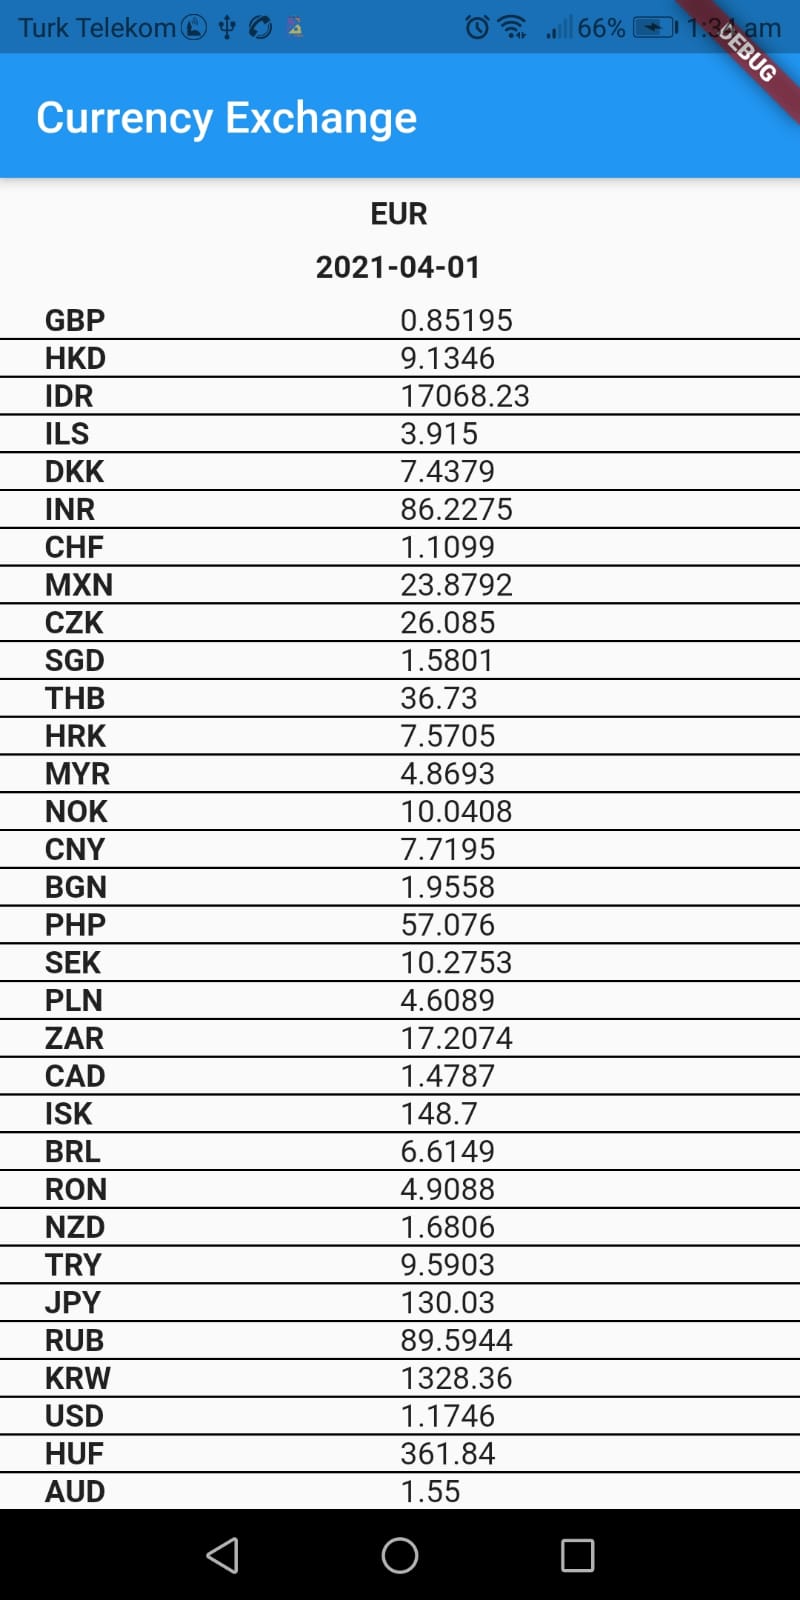 Turk Telekom 66% 1:34 am
DEBUG
Currency Exchange
EUR
2021-04-01
GBP 0.85195
HKD 9.1346
IDR 17068.23
ILS 3.915
DKK 7.4379
INR 86.2275
CHF 1.1099
MXN 23.8792
CZK 26.085
SGD 1.5801
THB 36.73
HRK 7.5705
MYR 4.8693
NOK 10.0408
CNY 7.7195
BGN 1.9558
PHP 57.076
SEK 10.2753
PLN 4.6089
ZAR 17.2074
CAD 1.4787
ISK 148.7
BRL 6.6149
RON 4.9088
NZD 1.6806
TRY 9.5903
JPY 130.03
RUB 89.5944
KRW 1328.36
USD 1.1746
HUF 361.84
AUD 1.55